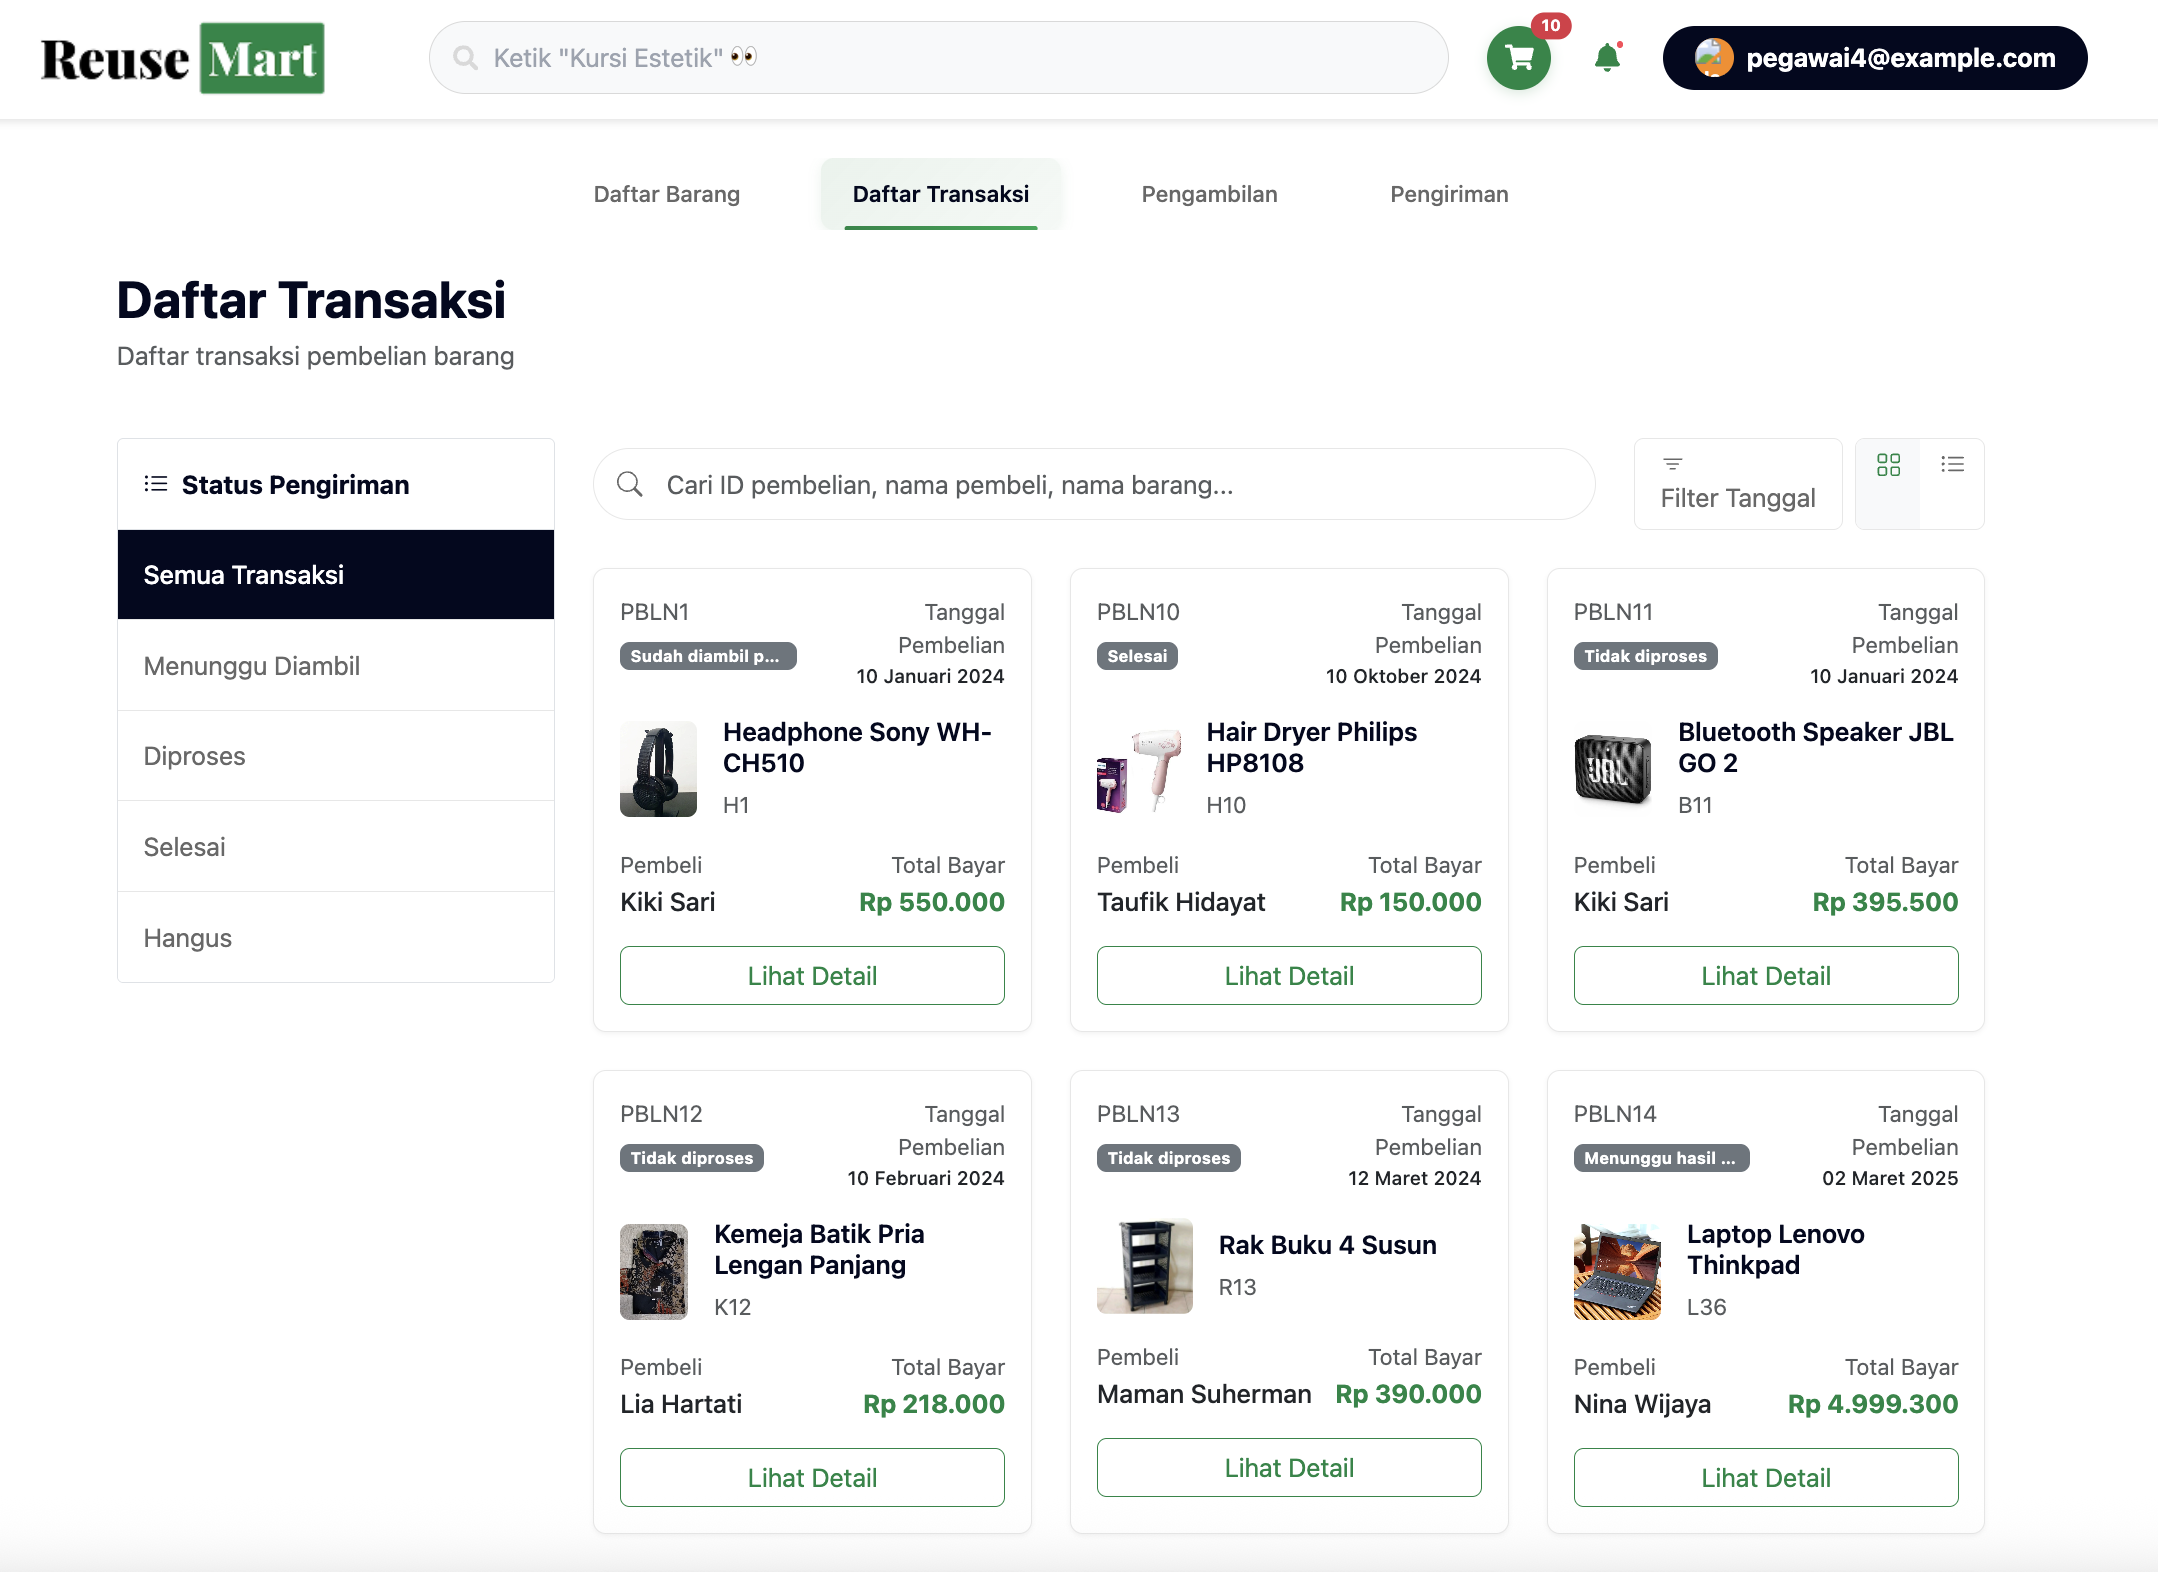 Reuse Mart
Ketik "Kursi Estetik" 👀
10
pegawai4@example.com
Daftar Barang
Daftar Transaksi
Pengambilan
Pengiriman
Daftar Transaksi
Daftar transaksi pembelian barang
Status Pengiriman
Semua Transaksi
Menunggu Diambil
Diproses
Selesai
Hangus
Cari ID pembelian, nama pembeli, nama barang...
Filter Tanggal
PBLN1
Sudah diambil p...
Tanggal
Pembelian
10 Januari 2024
Headphone Sony WH-
CH510
H1
Pembeli
Kiki Sari
Total Bayar
Rp 550.000
Lihat Detail
PBLN10
Selesai
Tanggal
Pembelian
10 Oktober 2024
Hair Dryer Philips
HP8108
H10
Pembeli
Taufik Hidayat
Total Bayar
Rp 150.000
Lihat Detail
PBLN11
Tidak diproses
Tanggal
Pembelian
10 Januari 2024
JBL
Bluetooth Speaker JBL
GO 2
B11
Pembeli
Kiki Sari
Total Bayar
Rp 395.500
Lihat Detail
PBLN12
Tidak diproses
Tanggal
Pembelian
10 Februari 2024
Kemeja Batik Pria
Lengan Panjang
K12
Pembeli
Lia Hartati
Total Bayar
Rp 218.000
Lihat Detail
PBLN13
Tidak diproses
Tanggal
Pembelian
12 Maret 2024
Rak Buku 4 Susun
R13
Pembeli
Maman Suherman
Total Bayar
Rp 390.000
Lihat Detail
PBLN14
Menunggu hasil ...
Tanggal
Pembelian
02 Maret 2025
Laptop Lenovo
Thinkpad
L36
Pembeli
Nina Wijaya
Total Bayar
Rp 4.999.300
Lihat Detail